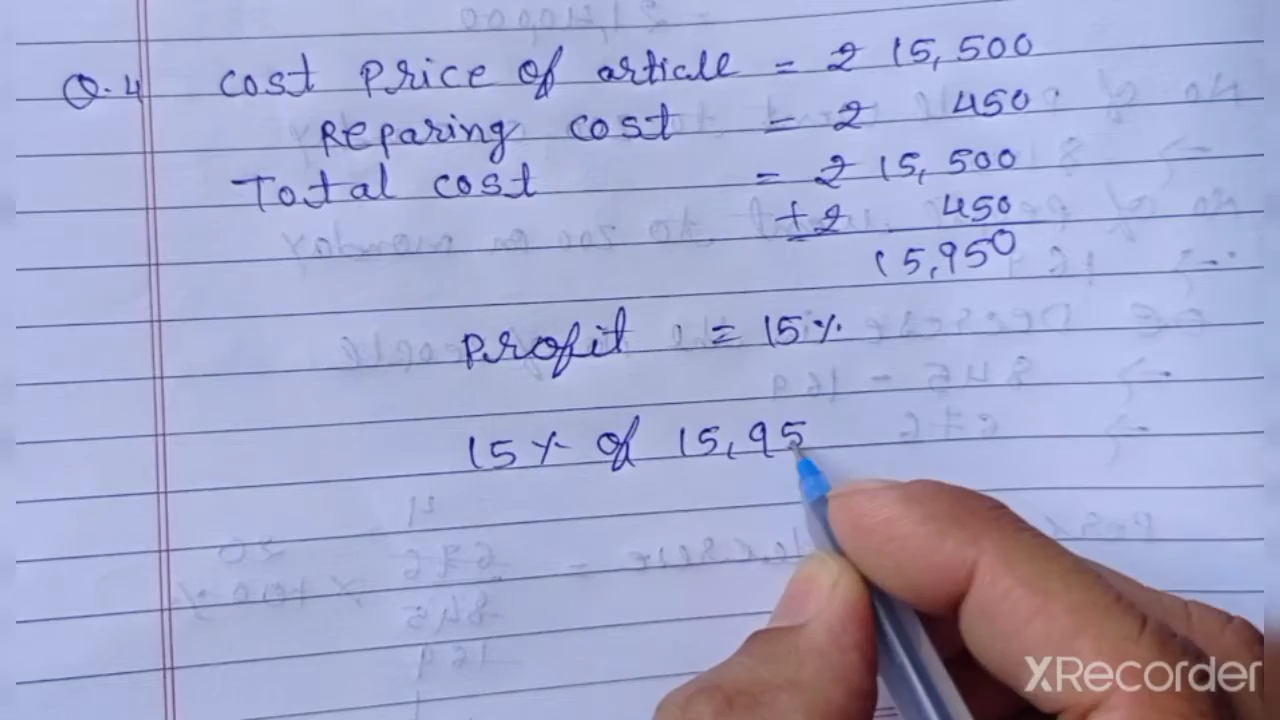 Q.4 Cost Price of article = ₹ 15,500
Reparing cost = ₹ 450
Total cost = ₹ 15,500
+ ₹ 450
15,950
Profit = 15%
15% of 15,95
XRecorder